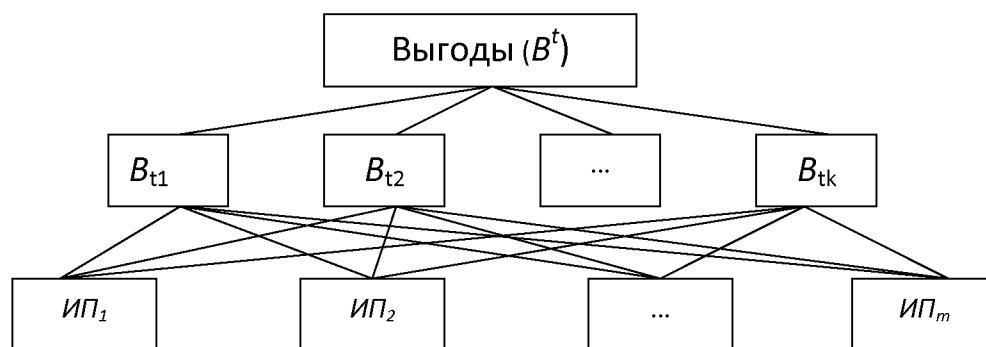 Выгоды (B^t)
B_t1 B_t2 ... B_tk
ИП_1 ИП_2 ... ИП_m